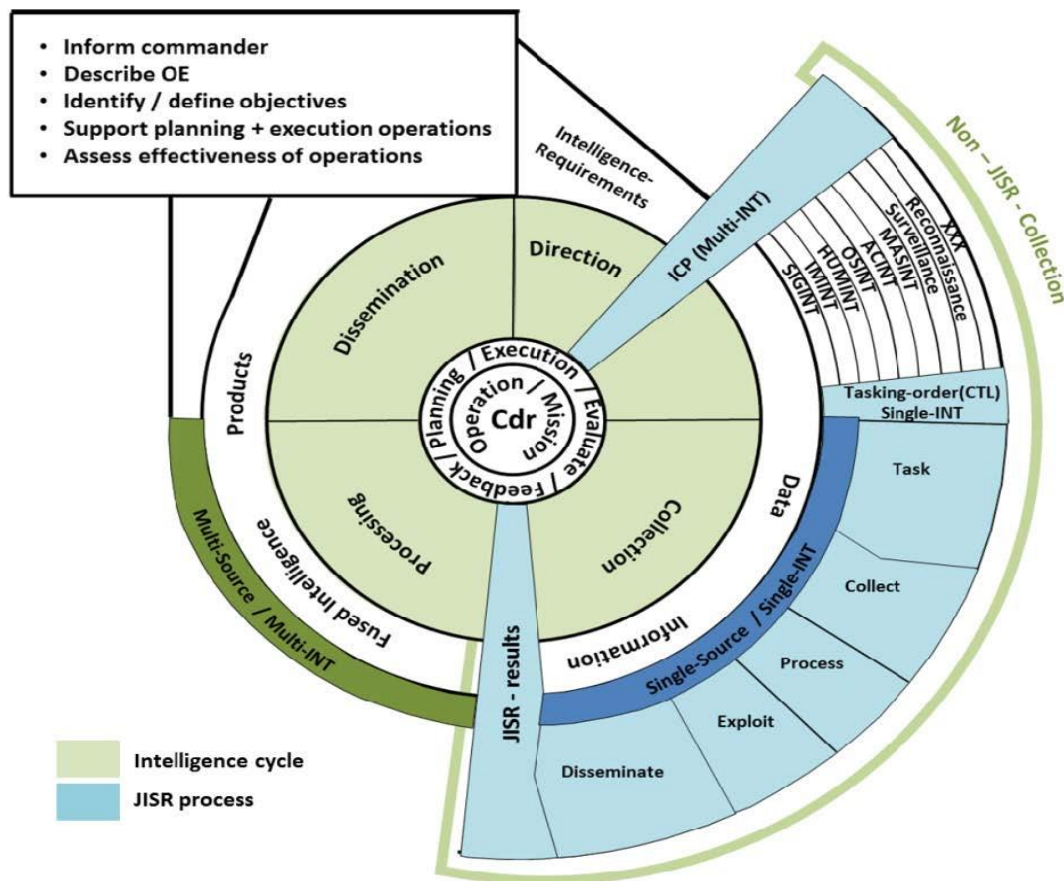 • Inform commander
• Describe OE
• Identify / define objectives
• Support planning + execution operations
• Assess effectiveness of operations
Intelligence-
Requirements
ICP (Multi-INT)
Non – JISR - Collection
XXX
Reconnaissance
Surveillance
MASINT
ACINT
OSINT
HUMINT
IMINT
SIGINT
Dissemination
Direction
Planning / Execution / Evaluate / Feedback /
Operation / Mission
Cdr
Tasking-order(CTL)
Single-INT
Products
Task
Data
Processing
Collection
Collect
Multi-Source / Multi-INT
Fused Intelligence
Information
Single-Source / Single-INT
Process
JISR - results
Exploit
Disseminate
Intelligence cycle
JISR process